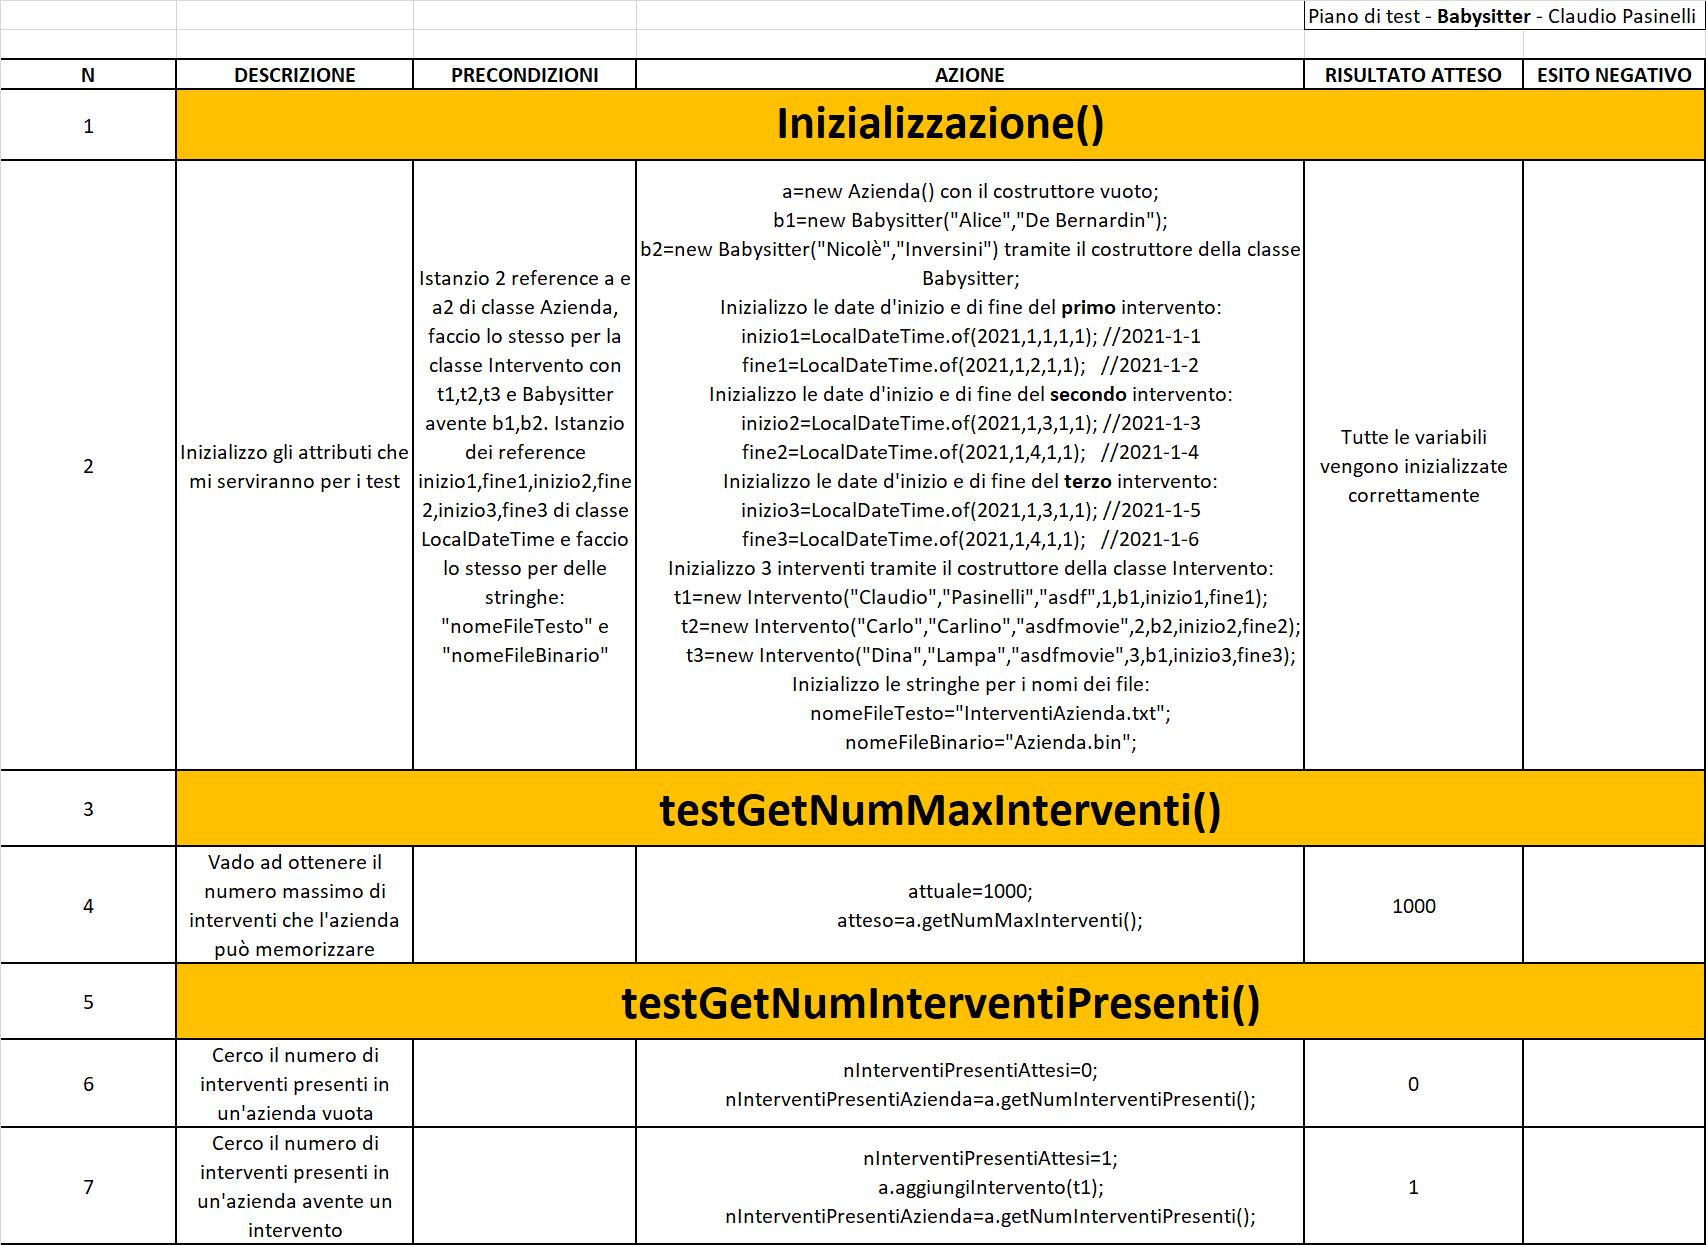 Piano di test - Babysitter - Claudio Pasinelli
N DESCRIZIONE PRECONDIZIONI AZIONE RISULTATO ATTESO ESITO NEGATIVO
1 Inizializzazione()
2
Inizializzo gli attributi che
mi serviranno per i test
Istanzio 2 reference a e
a2 di classe Azienda,
faccio lo stesso per la
classe Intervento con
t1,t2,t3 e Babysitter
avente b1,b2. Istanzio
dei reference
inizio1,fine1,inizio2,fine
2,inizio3,fine3 di classe
LocalDateTime e faccio
lo stesso per delle
stringhe:
"nomeFileTesto" e
"nomeFileBinario"
a=new Azienda() con il costruttore vuoto;
b1=new Babysitter("Alice","De Bernardin");
b2=new Babysitter("Nicolè","Inversini") tramite il costruttore della classe
Babysitter;
Inizializzo le date d'inizio e di fine del primo intervento:
inizio1=LocalDateTime.of(2021,1,1,1,1); //2021-1-1
fine1=LocalDateTime.of(2021,1,2,1,1); //2021-1-2
Inizializzo le date d'inizio e di fine del secondo intervento:
inizio2=LocalDateTime.of(2021,1,3,1,1); //2021-1-3
fine2=LocalDateTime.of(2021,1,4,1,1); //2021-1-4
Inizializzo le date d'inizio e di fine del terzo intervento:
inizio3=LocalDateTime.of(2021,1,3,1,1); //2021-1-5
fine3=LocalDateTime.of(2021,1,4,1,1); //2021-1-6
Inizializzo 3 interventi tramite il costruttore della classe Intervento:
t1=new Intervento("Claudio","Pasinelli","asdf",1,b1,inizio1,fine1);
t2=new Intervento("Carlo","Carlino","asdfmovie",2,b2,inizio2,fine2);
t3=new Intervento("Dina","Lampa","asdfmovie",3,b1,inizio3,fine3);
Inizializzo le stringhe per i nomi dei file:
nomeFileTesto="InterventiAzienda.txt";
nomeFileBinario="Azienda.bin";
Tutte le variabili
vengono inizializzate
correttamente
3 testGetNumMaxInterventi()
4
Vado ad ottenere il
numero massimo di
interventi che l'azienda
può memorizzare
attuale=1000;
atteso=a.getNumMaxInterventi();
1000
5 testGetNumInterventiPresenti()
6
Cerco il numero di
interventi presenti in
un'azienda vuota
nInterventiPresentiAttesi=0;
nInterventiPresentiAzienda=a.getNumInterventiPresenti();
0
7
Cerco il numero di
interventi presenti in
un'azienda avente un
intervento
nInterventiPresentiAttesi=1;
a.aggiungiIntervento(t1);
nInterventiPresentiAzienda=a.getNumInterventiPresenti();
1